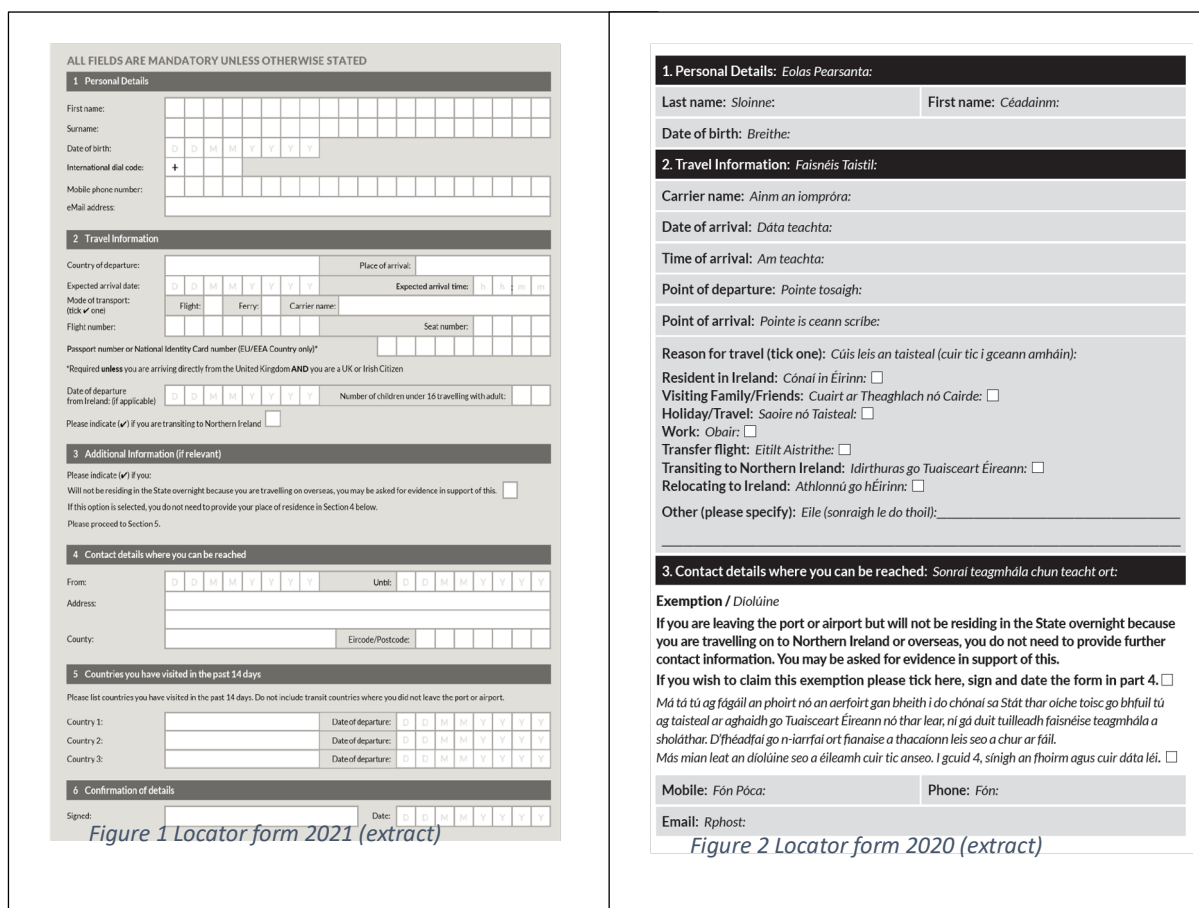 ALL FIELDS ARE MANDATORY UNLESS OTHERWISE STATED
1 Personal Details
First name:
Surname:
Date of birth: D D M M Y Y Y Y
International dial code: +
Mobile phone number:
eMail address:
2 Travel Information
Country of departure: Place of arrival:
Expected arrival date: D D M M Y Y Y Y Expected arrival time: h h : m m
Mode of transport:
(tick ✔ one) Flight: Ferry: Carrier name:
Flight number: Seat number:
Passport number or National Identity Card number (EU/EEA Country only)*
*Required unless you are arriving directly from the United Kingdom AND you are a UK or Irish Citizen
Date of departure
from Ireland: (if applicable) D D M M Y Y Y Y Number of children under 16 travelling with adult:
Please indicate (✔) if you are transiting to Northern Ireland
3 Additional Information (if relevant)
Please indicate (✔) if you:
Will not be residing in the State overnight because you are travelling on overseas, you may be asked for evidence in support of this.
If this option is selected, you do not need to provide your place of residence in Section 4 below.
Please proceed to Section 5.
4 Contact details where you can be reached
From: D D M M Y Y Y Y Until: D D M M Y Y Y Y
Address:
County: Eircode/Postcode:
5 Countries you have visited in the past 14 days
Please list countries you have visited in the past 14 days. Do not include transit countries where you did not leave the port or airport.
Country 1: Date of departure: D D M M Y Y Y Y
Country 2: Date of departure: D D M M Y Y Y Y
Country 3: Date of departure: D D M M Y Y Y Y
6 Confirmation of details
Signed: Date: D D M M Y Y Y Y
Figure 1 Locator form 2021 (extract)
1. Personal Details: Eolas Pearsanta:
Last name: Sloinne: First name: Céadainm:
Date of birth: Breithe:
2. Travel Information: Faisnéis Taistil:
Carrier name: Ainm an iompróra:
Date of arrival: Dáta teachta:
Time of arrival: Am teachta:
Point of departure: Pointe tosaigh:
Point of arrival: Pointe is ceann scríbe:
Reason for travel (tick one): Cúis leis an taisteal (cuir tic i gceann amháin):
Resident in Ireland: Cónaí in Éirinn:
Visiting Family/Friends: Cuairt ar Theaghlach nó Cairde:
Holiday/Travel: Saoire nó Taisteal:
Work: Obair:
Transfer flight: Eitilt Aistrithe:
Transiting to Northern Ireland: Idirthuras go Tuaisceart Éireann:
Relocating to Ireland: Athlonnú go hÉirinn:
Other (please specify): Eile (sonraigh le do thoil):
3. Contact details where you can be reached: Sonraí teagmhála chun teacht ort:
Exemption / Díolúine
If you are leaving the port or airport but will not be residing in the State overnight because
you are travelling on to Northern Ireland or overseas, you do not need to provide further
contact information. You may be asked for evidence in support of this.
If you wish to claim this exemption please tick here, sign and date the form in part 4.
Má tá tú ag fágáil an phoirt nó an aerfoirt gan bheith i do chónaí sa Stát thar oíche toisc go bhfuil tú
ag taisteal ar aghaidh go Tuaisceart Éireann nó thar lear, ní gá duit tuilleadh faisnéise teagmhála a
sholáthar. D'fhéadfaí go n-iarrfaí ort fianaise a thacaíonn leis seo a chur ar fáil.
Más mian leat an díolúine seo a éileamh cuir tic anseo. I gcuid 4, sínigh an fhoirm agus cuir dáta léi.
Mobile: Fón Póca: Phone: Fón:
Email: Rphost:
Figure 2 Locator form 2020 (extract)